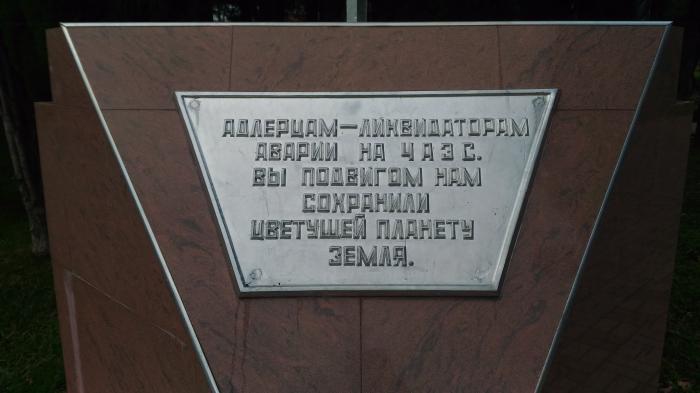 АДЛЕРЦАМ—ЛИКВИДАТОРАМ
АВАРИИ НА ЧАЭС.
ВЫ ПОДВИГОМ НАМ
СОХРАНИЛИ
ЦВЕТУЩЕЙ ПЛАНЕТУ
ЗЕМЛЯ.